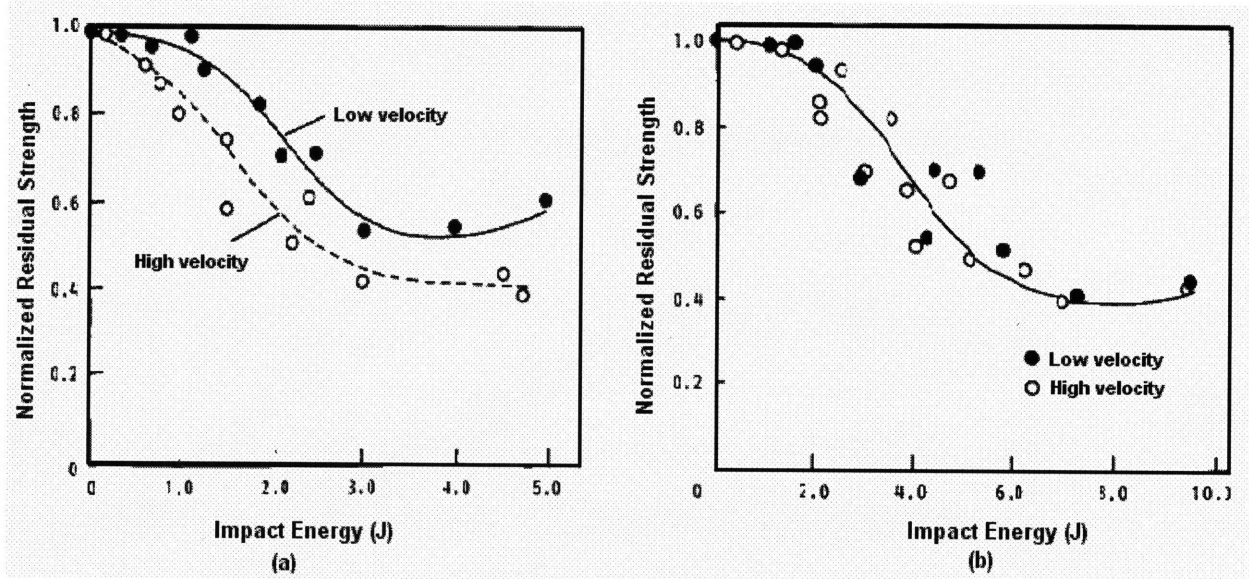 1.0
0.8
0.6
0.4
0.2
0
Normalized Residual Strength
Low velocity
High velocity
0 1.0 2.0 3.0 4.0 5.0
Impact Energy (J)
(a)
1.0
0.8
0.6
0.4
0.2
Normalized Residual Strength
Low velocity
High velocity
0 2.0 4.0 6.0 8.0 10.0
Impact Energy (J)
(b)